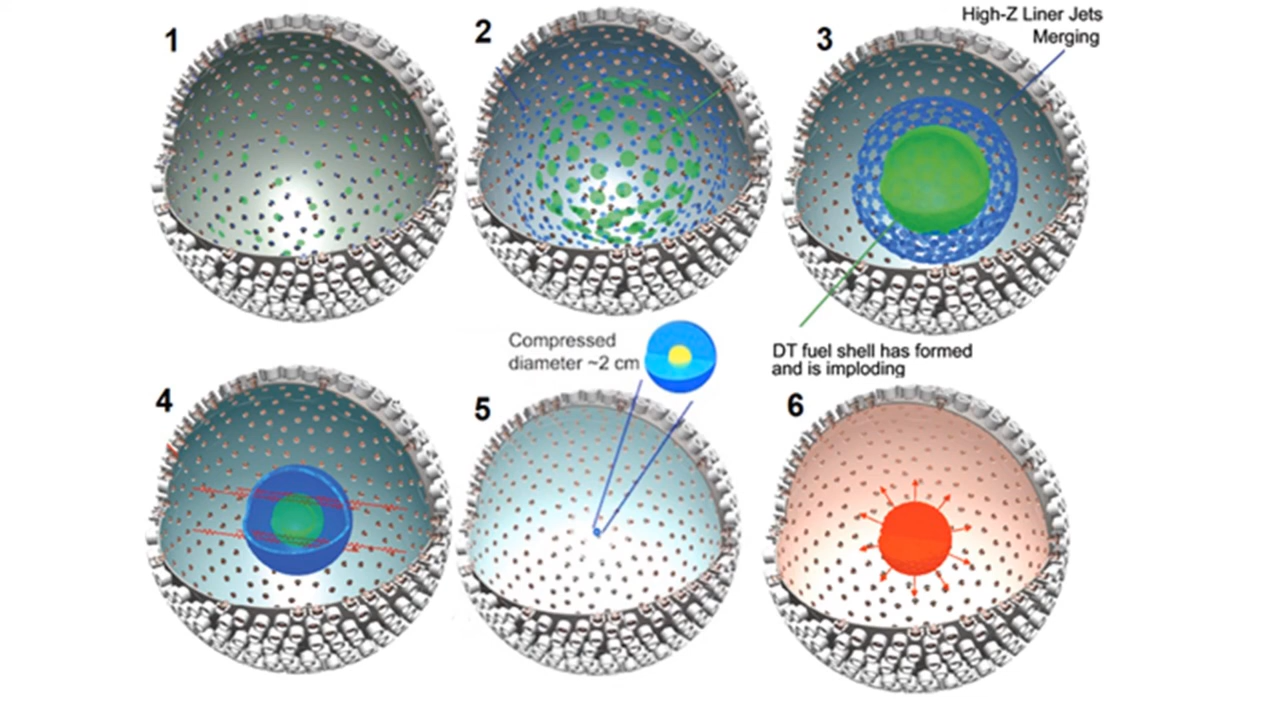 1
2
3
High-Z Liner Jets
Merging
DT fuel shell has formed
and is imploding
4
Compressed
diameter ~2 cm
5
6